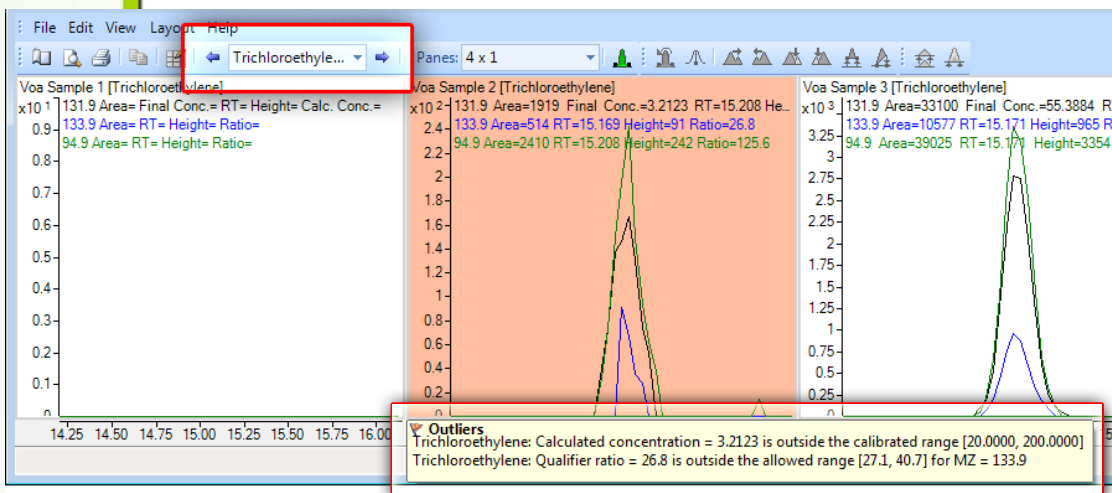 File Edit View Layout Help
Trichloroethyle...
Panes: 4 x 1
Voa Sample 1 [Trichloroethylene]
x10 1
131.9 Area= Final Conc.= RT= Height= Calc. Conc.=
133.9 Area= RT= Height= Ratio=
94.9 Area= RT= Height= Ratio=
0.9
0.8
0.7
0.6
0.5
0.4
0.3
0.2
0.1
0
14.25 14.50 14.75 15.00 15.25 15.50 15.75 16.00
Voa Sample 2 [Trichloroethylene]
x10 2
131.9 Area=1919 Final Conc.=3.2123 RT=15.208 He...
133.9 Area=514 RT=15.169 Height=91 Ratio=26.8
94.9 Area=2410 RT=15.208 Height=242 Ratio=125.6
2.4
2.2
2
1.8
1.6
1.4
1.2
1
0.8
0.6
0.4
0.2
0
Voa Sample 3 [Trichloroethylene]
x10 3
131.9 Area=33100 Final Conc.=55.3884 R
133.9 Area=10577 RT=15.171 Height=965 R
94.9 Area=39025 RT=15.171 Height=3354
3.25
3
2.75
2.5
2.25
2
1.75
1.5
1.25
1
0.75
0.5
0.25
0
Outliers
Trichloroethylene: Calculated concentration = 3.2123 is outside the calibrated range [20.0000, 200.0000]
Trichloroethylene: Qualifier ratio = 26.8 is outside the allowed range [27.1, 40.7] for MZ = 133.9